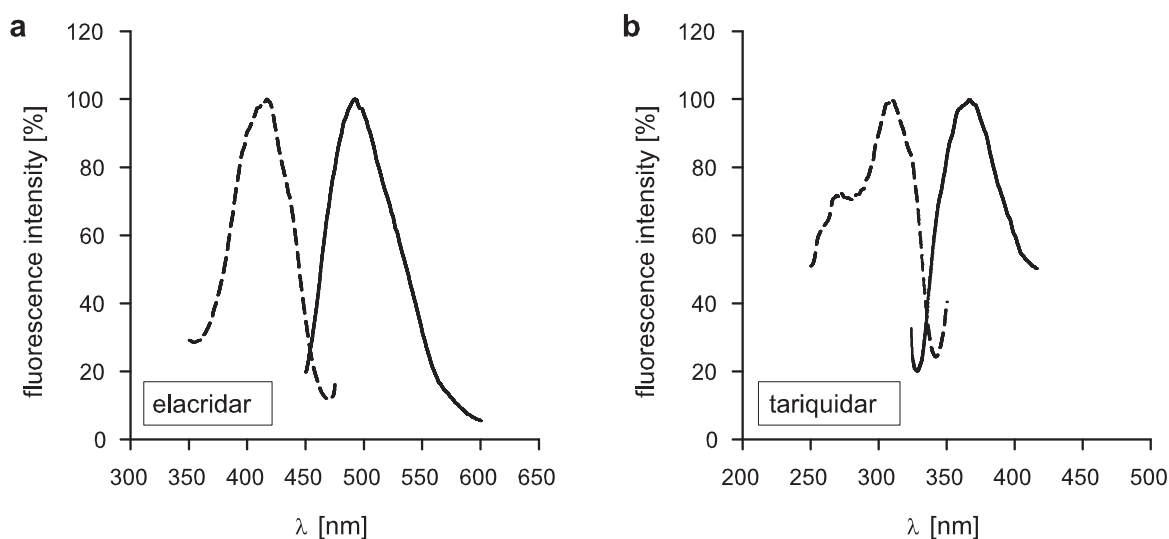 a
120
100
80
60
40
20
0
fluorescence intensity [%]
elacridar
300 350 400 450 500 550 600 650
λ [nm]
b
120
100
80
60
40
20
0
fluorescence intensity [%]
tariquidar
200 250 300 350 400 450 500
λ [nm]